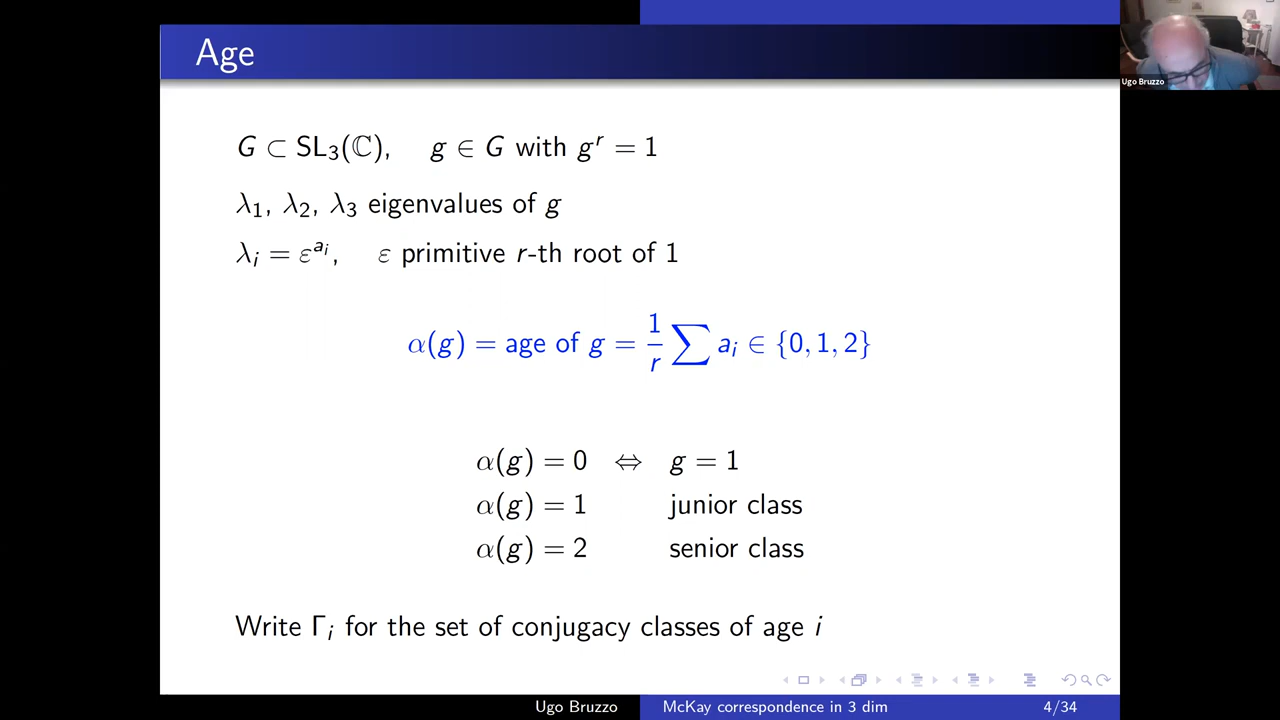 Age
G ⊂ SL₃(ℂ), g ∈ G with gʳ = 1
λ₁, λ₂, λ₃ eigenvalues of g
λᵢ = ε^{aᵢ}, ε primitive r-th root of 1
α(g) = age of g = 1/r ∑ aᵢ ∈ {0, 1, 2}
α(g) = 0 ⇔ g = 1
α(g) = 1 junior class
α(g) = 2 senior class
Write Γᵢ for the set of conjugacy classes of age i
Ugo Bruzzo McKay correspondence in 3 dim 4/34
Ugo Bruzzo